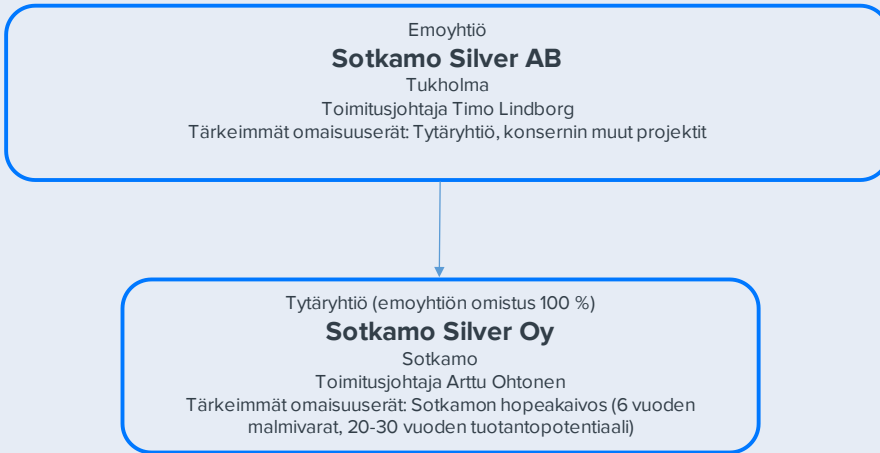 Emoyhtiö
Sotkamo Silver AB
Tukholma
Toimitusjohtaja Timo Lindborg
Tärkeimmät omaisuuserät: Tytäryhtiö, konsernin muut projektit
Tytäryhtiö (emoyhtiön omistus 100 %)
Sotkamo Silver Oy
Sotkamo
Toimitusjohtaja Arttu Ohtonen
Tärkeimmät omaisuuserät: Sotkamon hopeakaivos (6 vuoden
malmivarat, 20-30 vuoden tuotantopotentiaali)